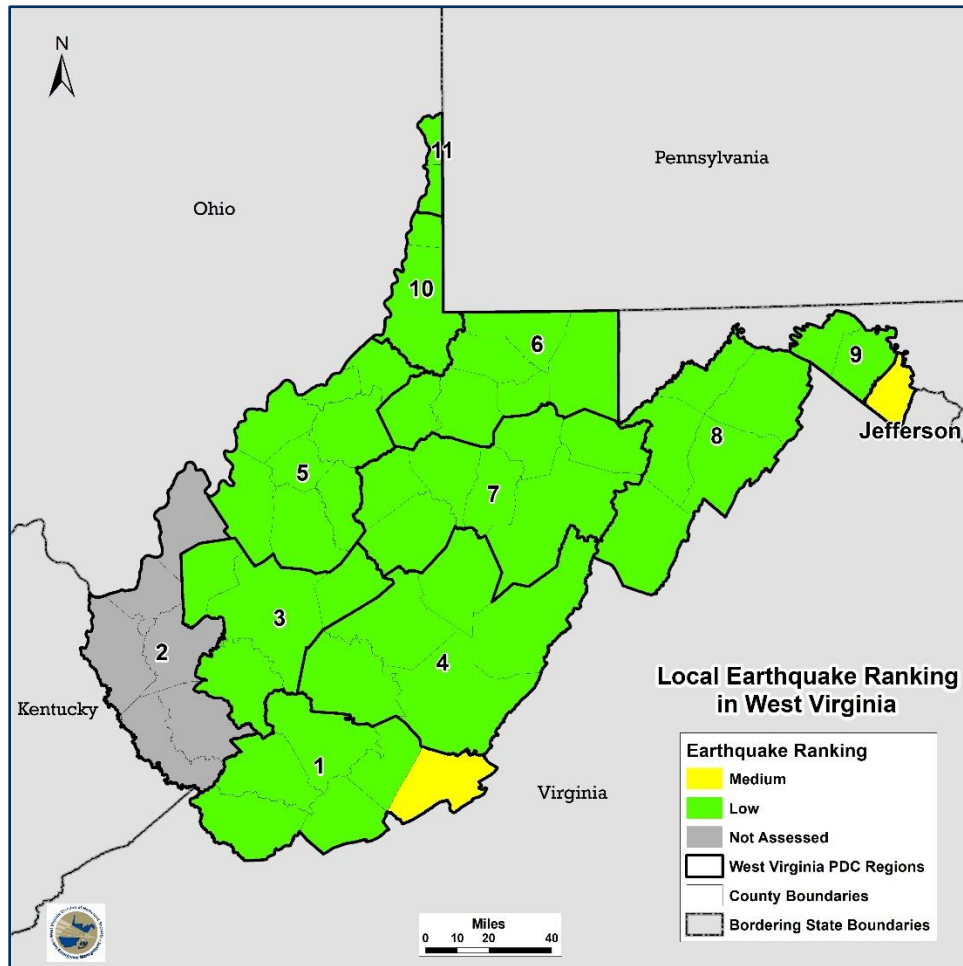 N
11
Pennsylvania
Ohio
10
6
9
8
Jefferson
5
7
3
2
4
Kentucky
1
Virginia
Local Earthquake Ranking
in West Virginia
Earthquake Ranking
Medium
Low
Not Assessed
West Virginia PDC Regions
County Boundaries
Bordering State Boundaries
Miles
0 10 20 40